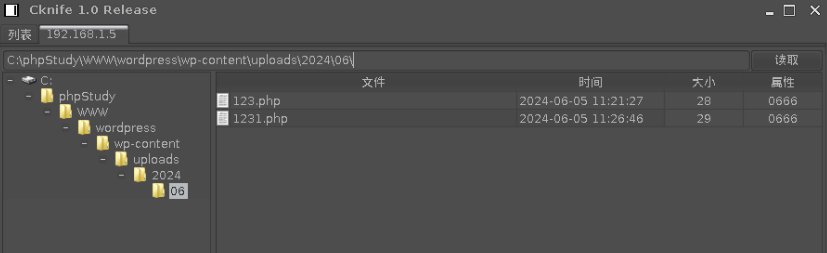 Cknife 1.0 Release
列表 192.168.1.5
C:\phpStudy\WWW\wordpress\wp-content\uploads\2024\06\ 读取
C: 文件 时间 大小 属性
phpStudy 123.php 2024-06-05 11:21:27 28 0666
WWW 1231.php 2024-06-05 11:26:46 29 0666
wordpress
wp-content
uploads
2024
06